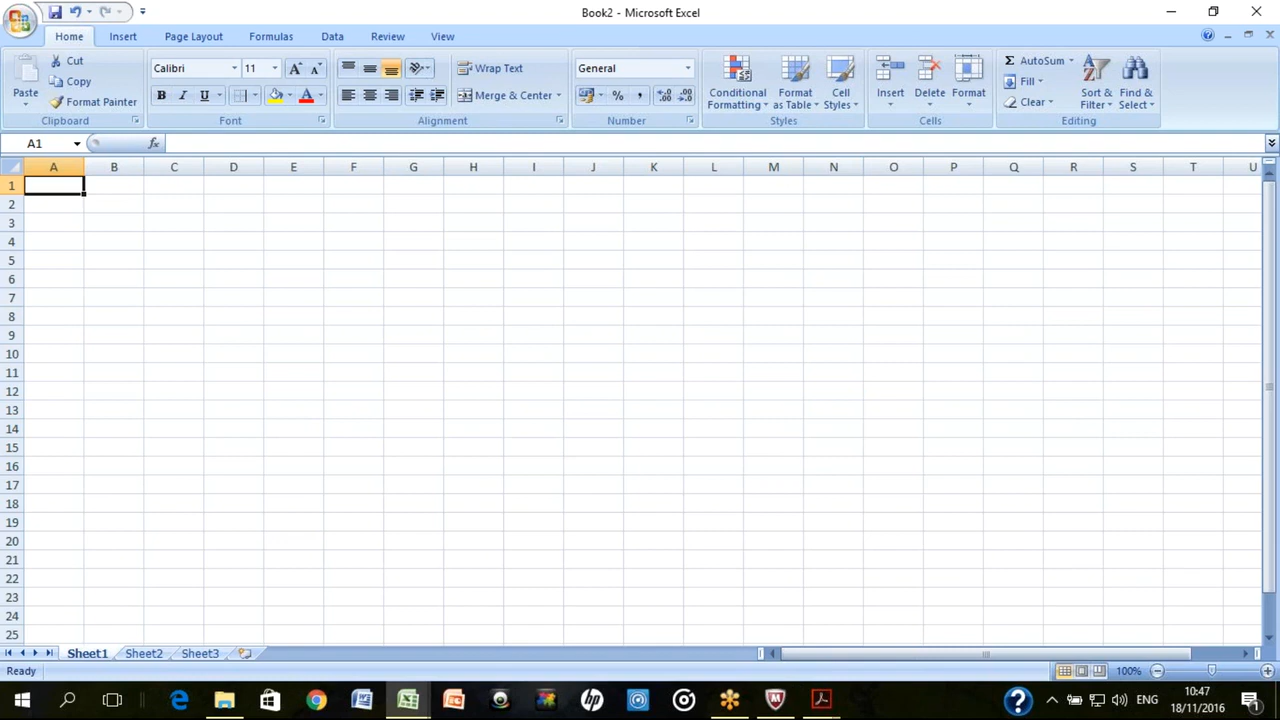 Book2 - Microsoft Excel
Home Insert Page Layout Formulas Data Review View
Paste
Cut
Copy
Format Painter
Clipboard
Calibri 11
B I U A
Font
Wrap Text
Merge & Center
Alignment
General
% ,
Number
Conditional Formatting
Format as Table
Cell Styles
Styles
Insert Delete Format
Cells
Σ AutoSum
Fill
Clear
Sort & Filter
Find & Select
Editing
A1 fx
A B C D E F G H I J K L M N O P Q R S T U
1
2
3
4
5
6
7
8
9
10
11
12
13
14
15
16
17
18
19
20
21
22
23
24
25
Sheet1 Sheet2 Sheet3
Ready 100%
ENG
10:47
18/11/2016